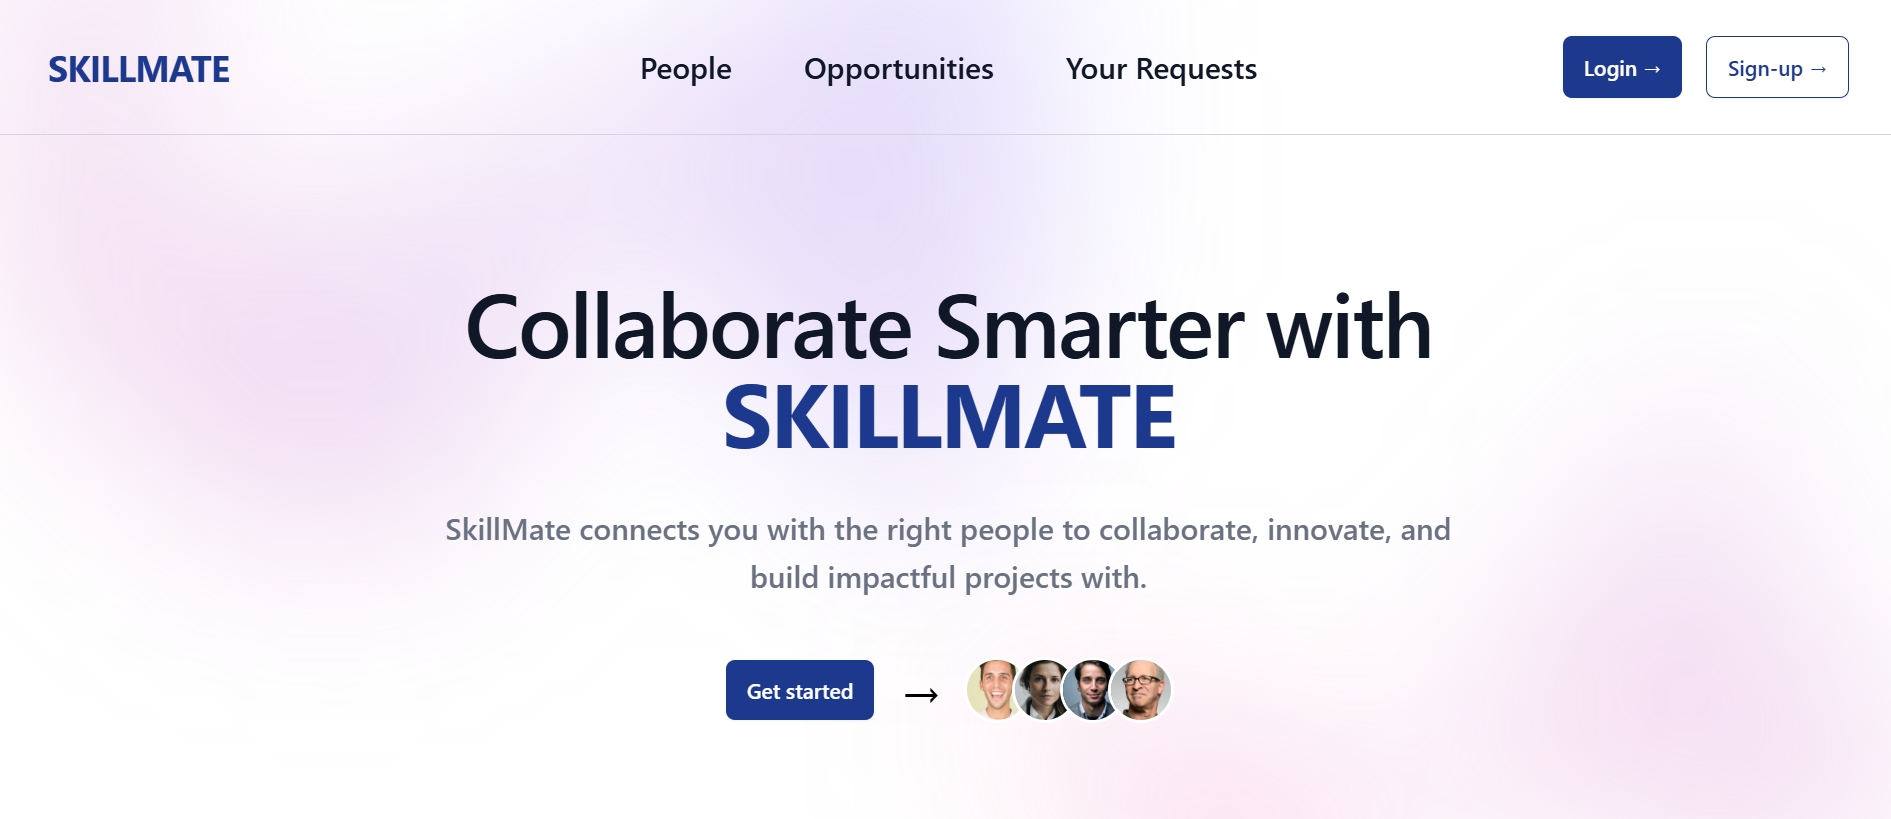 SKILLMATE
People
Opportunities
Your Requests
Login →
Sign-up →
Collaborate Smarter with
SKILLMATE
SkillMate connects you with the right people to collaborate, innovate, and
build impactful projects with.
Get started →